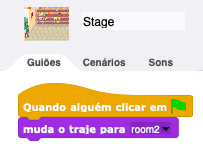 Stage
Guiões Cenários Sons
Quando alguém clicar em
muda o traje para room2